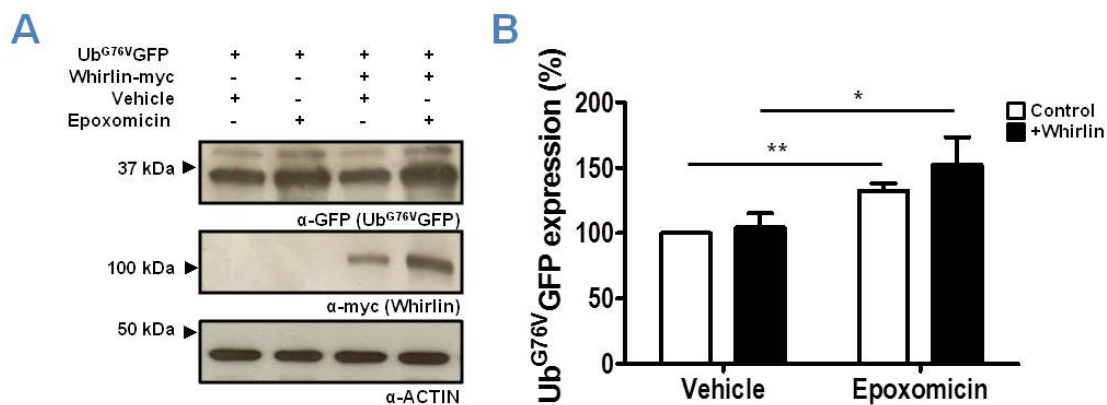 A
Ub^G76V GFP + + + +
Whirlin-myc - - + +
Vehicle + - + -
Epoxomicin - + - +
37 kDa
α-GFP (Ub^G76V GFP)
100 kDa
α-myc (Whirlin)
50 kDa
α-ACTIN
B
Ub^G76V GFP expression (%)
200
150
100
50
0
**
*
Control
+Whirlin
Vehicle Epoxomicin